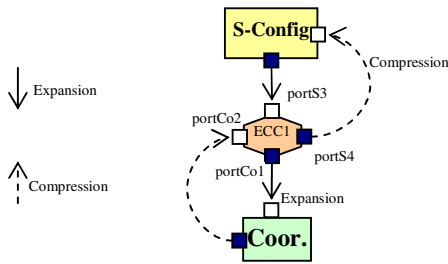 S-Config
Compression
Expansion
portS3
portCo2
ECC1
portS4
portCo1
Compression
Expansion
Coor.